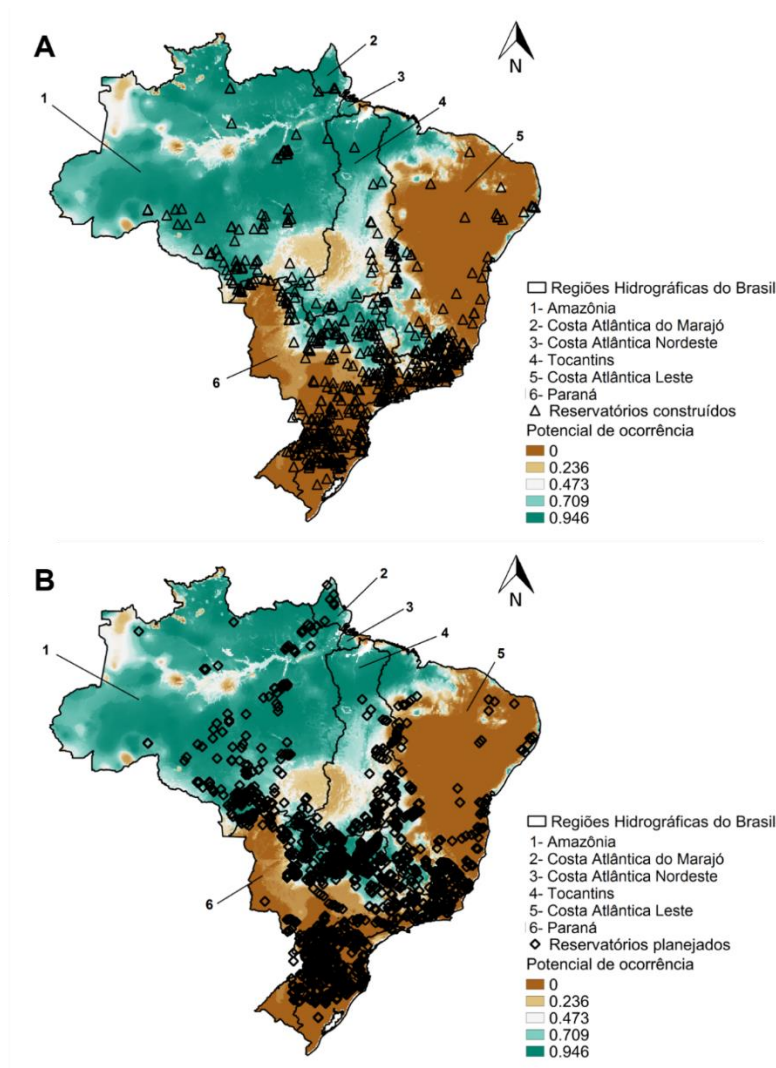 A
N
2
3
4
1
5
6
Regiões Hidrográficas do Brasil
1- Amazônia
2- Costa Atlântica do Marajó
3- Costa Atlântica Nordeste
4- Tocantins
5- Costa Atlântica Leste
6- Paraná
Reservatórios construídos
Potencial de ocorrência
0
0.236
0.473
0.709
0.946
B
N
2
3
4
1
5
6
Regiões Hidrográficas do Brasil
1- Amazônia
2- Costa Atlântica do Marajó
3- Costa Atlântica Nordeste
4- Tocantins
5- Costa Atlântica Leste
6- Paraná
Reservatórios planejados
Potencial de ocorrência
0
0.236
0.473
0.709
0.946